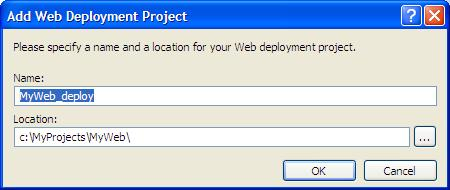 Add Web Deployment Project
Please specify a name and a location for your Web deployment project.
Name:
MyWeb_deploy
Location:
c:\MyProjects\MyWeb\
...
OK Cancel